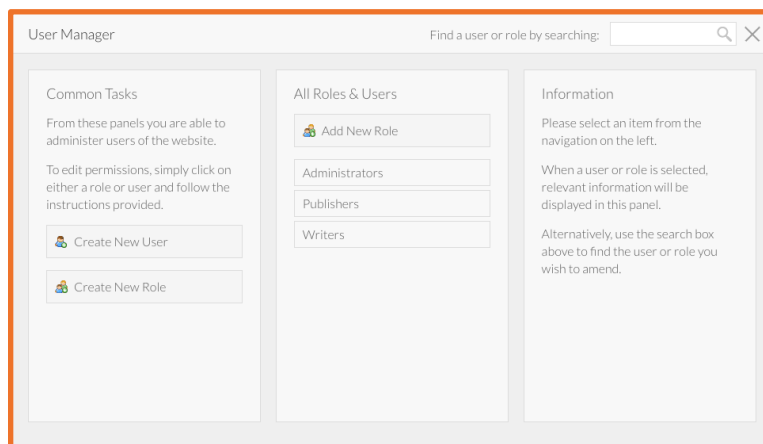 User Manager
Find a user or role by searching:
Common Tasks
From these panels you are able to
administer users of the website.
To edit permissions, simply click on
either a role or user and follow the
instructions provided.
Create New User
Create New Role
All Roles & Users
Add New Role
Administrators
Publishers
Writers
Information
Please select an item from the
navigation on the left.
When a user or role is selected,
relevant information will be
displayed in this panel.
Alternatively, use the search box
above to find the user or role you
wish to amend.